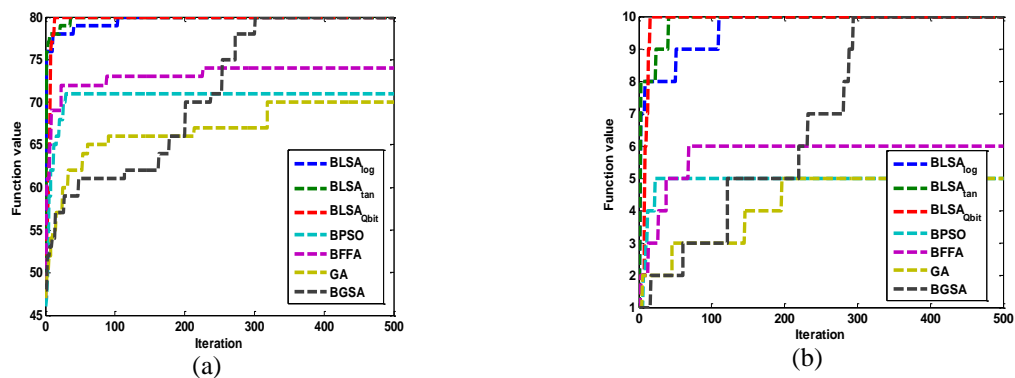 80
75
70
65
60
55
50
45
Function value
0
100
200
300
400
500
Iteration
BLSA log
BLSA tan
BLSA Qbit
BPSO
BFFA
GA
BGSA
(a)
10
9
8
7
6
5
4
3
2
1
Function value
0
100
200
300
400
500
Iteration
BLSA log
BLSA tan
BLSA Qbit
BPSO
BFFA
GA
BGSA
(b)